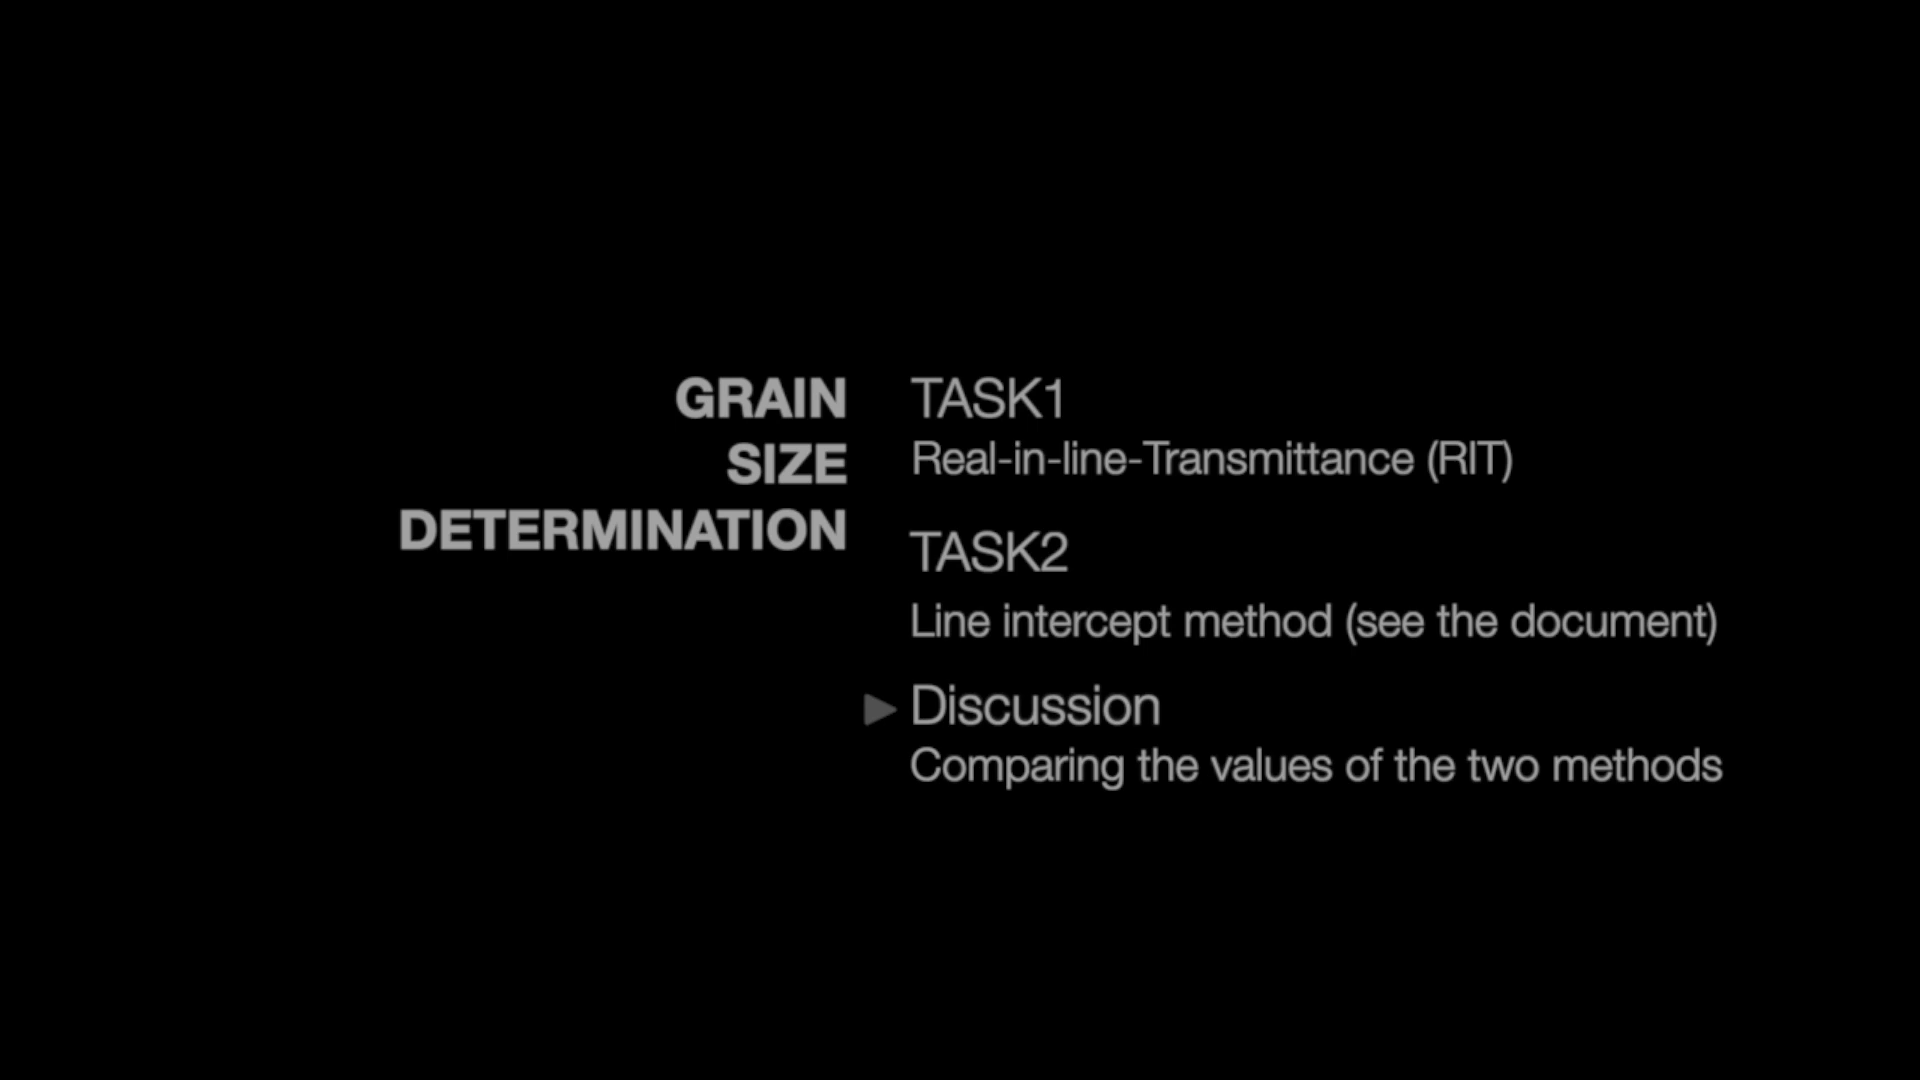 GRAIN
SIZE
DETERMINATION
TASK1
Real-in-line-Transmittance (RIT)
TASK2
Line intercept method (see the document)
Discussion
Comparing the values of the two methods